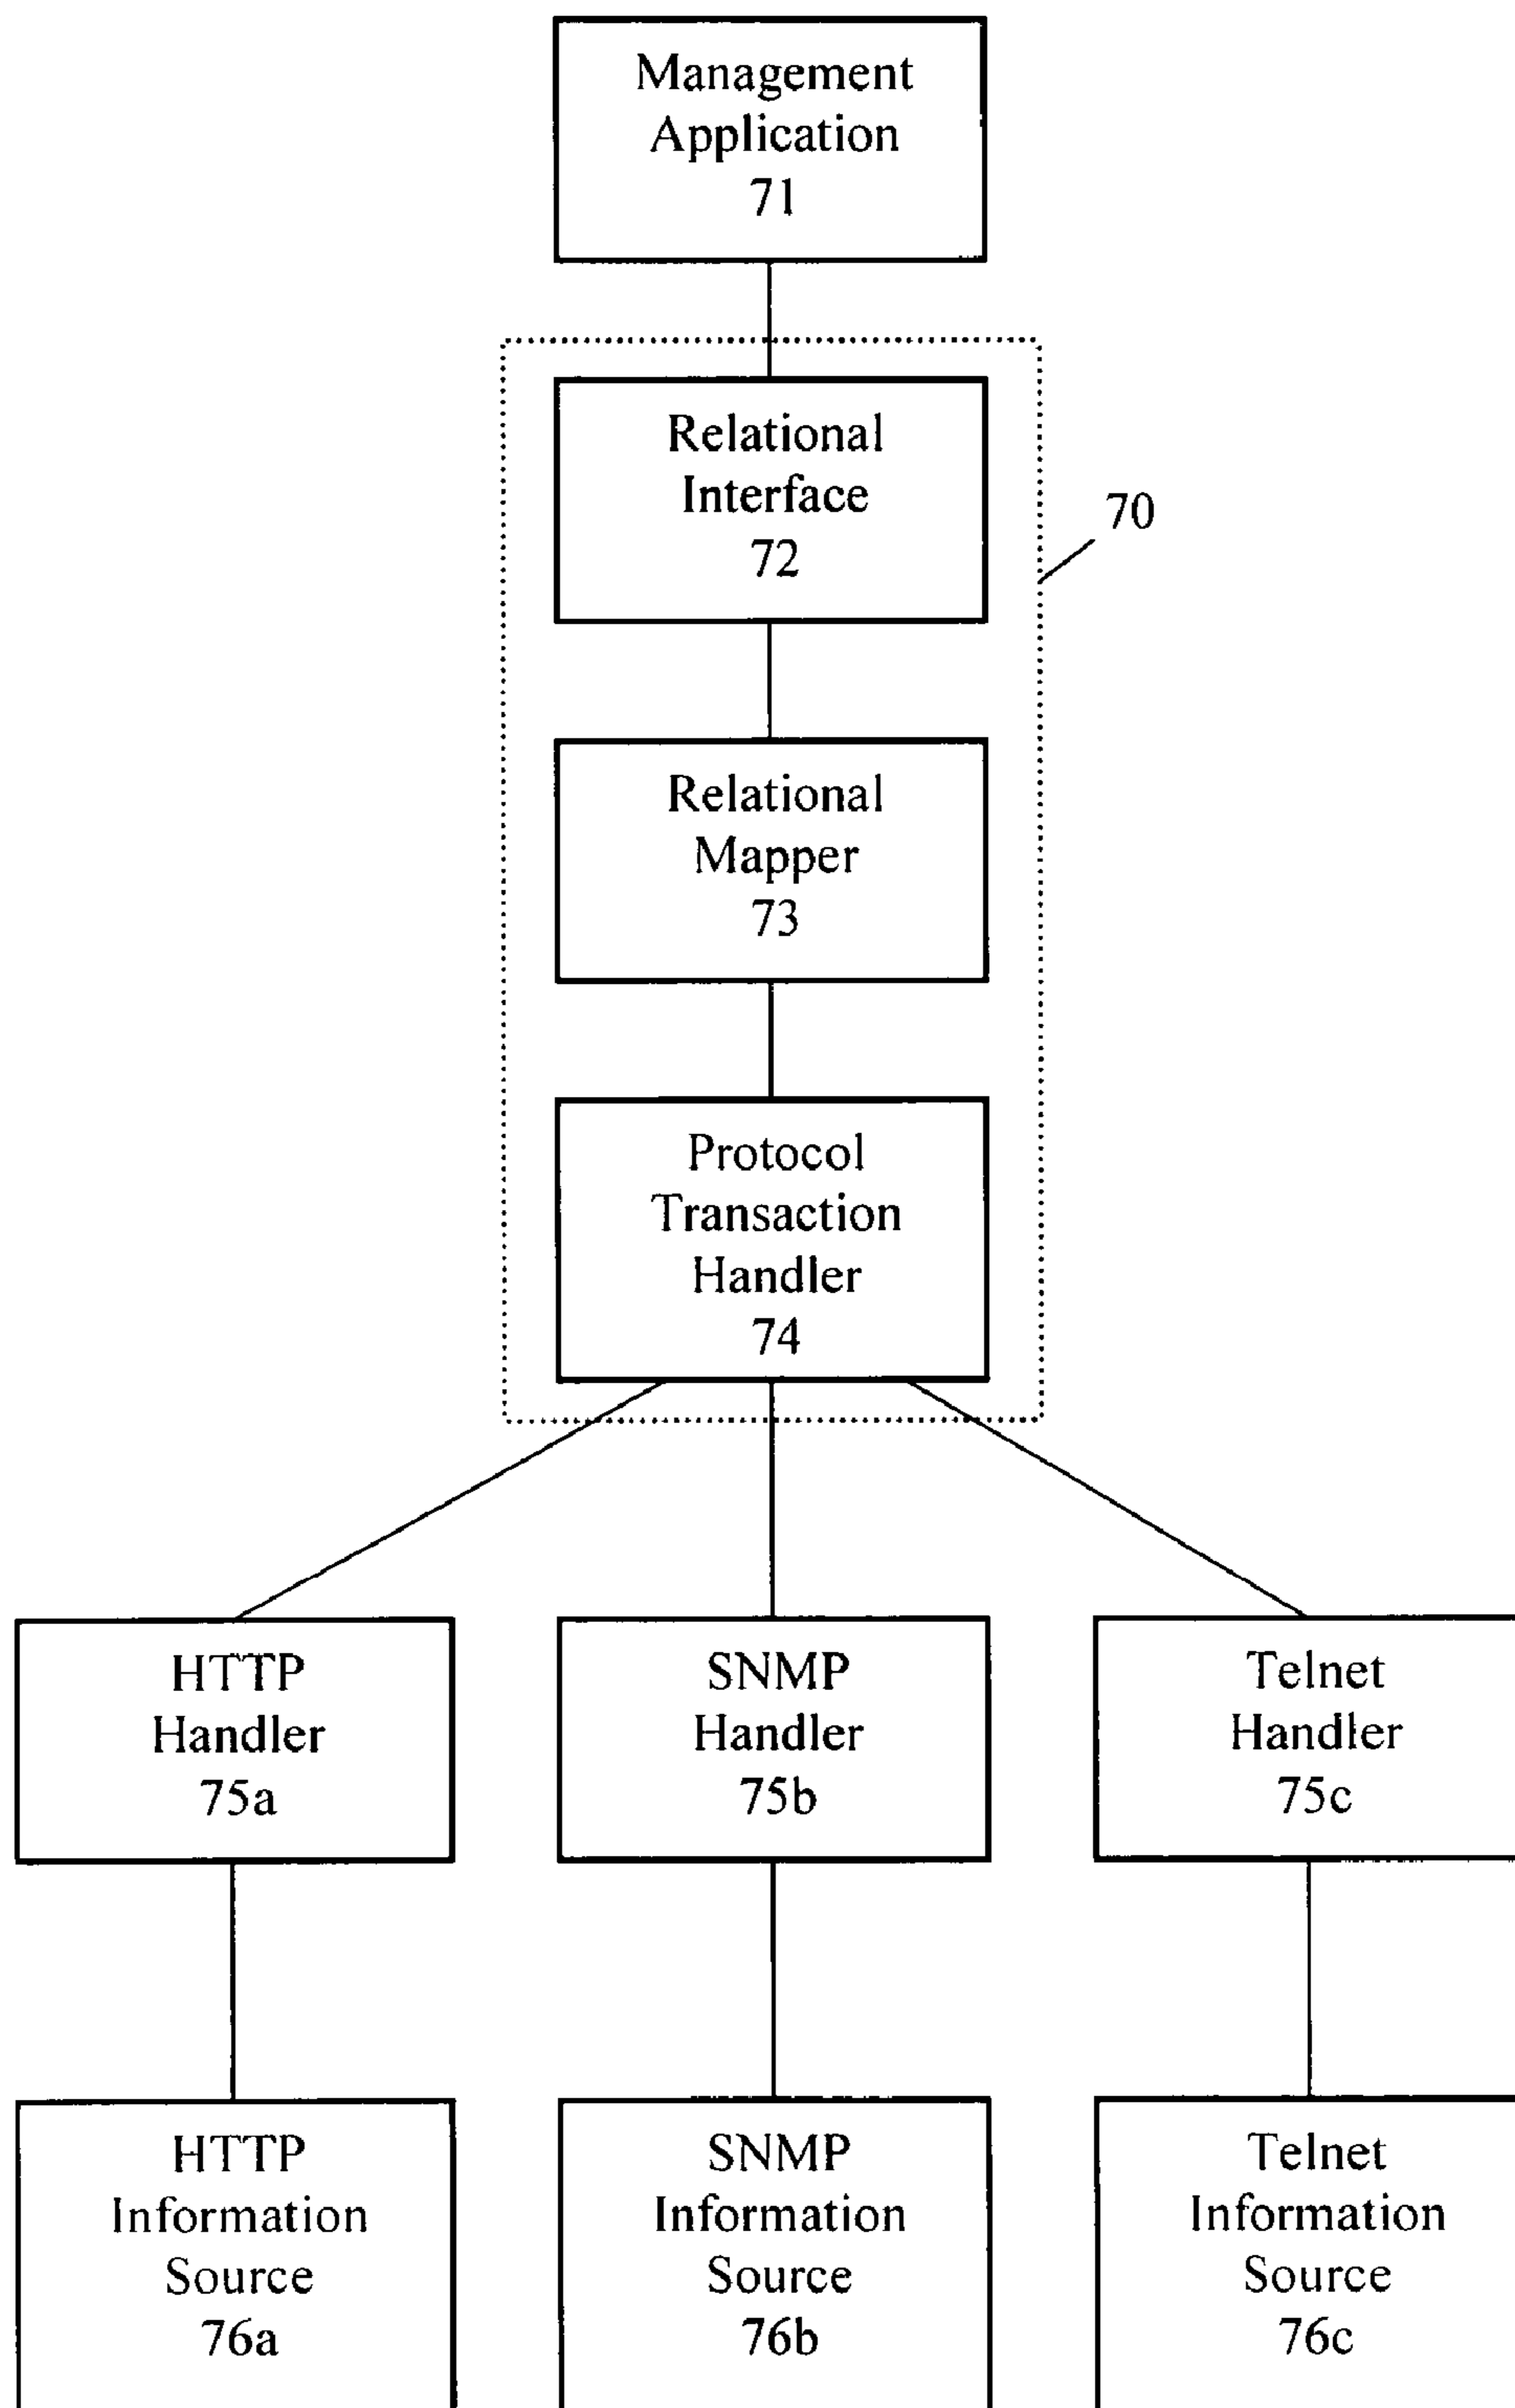 Management
Application
71
Relational
Interface
72
70
Relational
Mapper
73
Protocol
Transaction
Handler
74
HTTP
Handler
75a
SNMP
Handler
75b
Telnet
Handler
75c
HTTP
Information
Source
76a
SNMP
Information
Source
76b
Telnet
Information
Source
76c